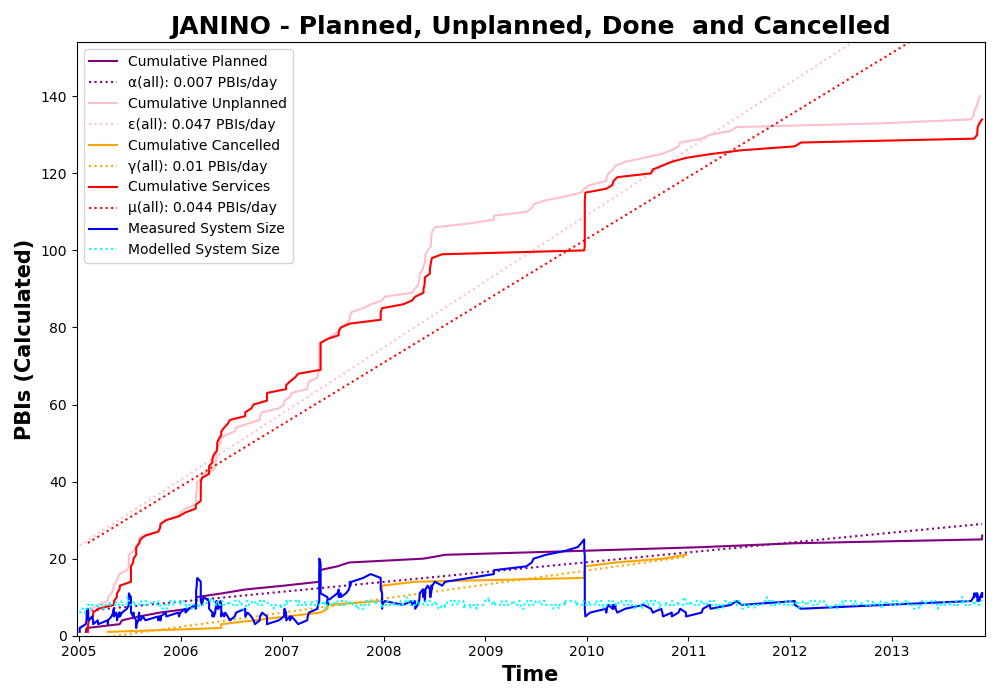 JANINO - Planned, Unplanned, Done  and Cancelled
Cumulative Planned
α(all): 0.007 PBIs/day
Cumulative Unplanned
ε(all): 0.047 PBIs/day
Cumulative Cancelled
γ(all): 0.01 PBIs/day
Cumulative Services
μ(all): 0.044 PBIs/day
Measured System Size
Modelled System Size
PBIs (Calculated)
140
120
100
80
60
40
20
0
2005 2006 2007 2008 2009 2010 2011 2012 2013
Time